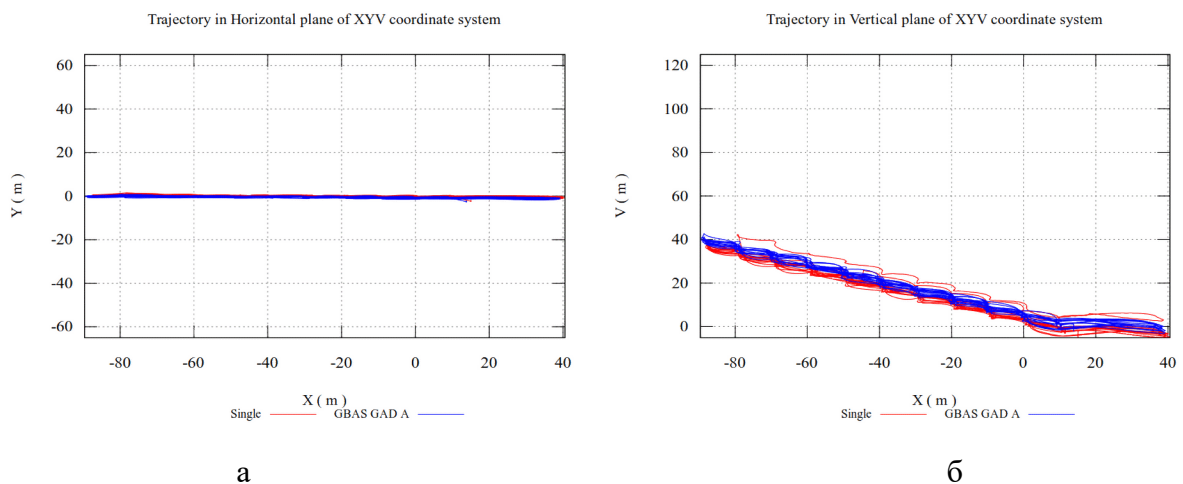 Trajectory in Horizontal plane of XYV coordinate system
60
40
20
0
-20
-40
-60
Y ( m )
-80 -60 -40 -20 0 20 40
X ( m )
Single GBAS GAD A
а
Trajectory in Vertical plane of XYV coordinate system
120
100
80
60
40
20
0
V ( m )
-80 -60 -40 -20 0 20 40
X ( m )
Single GBAS GAD A
б